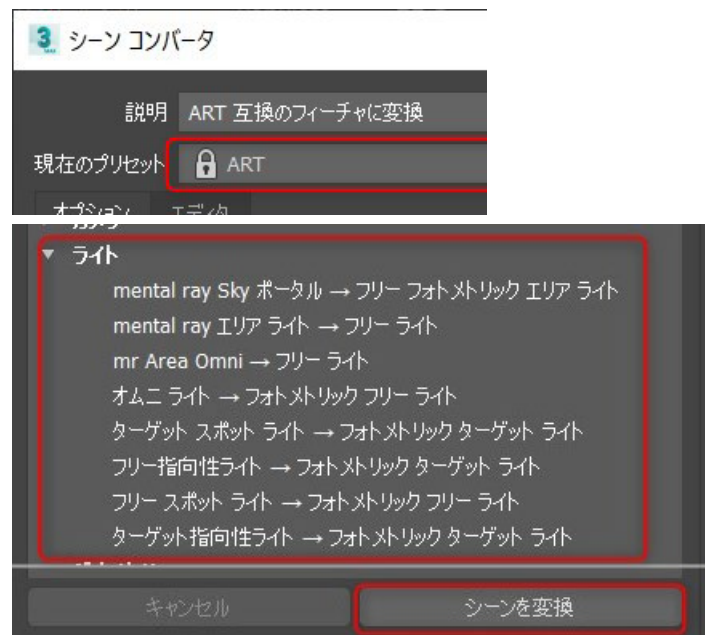 3 シーン コンバータ
説明 ART 互換のフィーチャに変換
現在のプリセット ART
オプション エディタ
ライト
mental ray Sky ポータル → フリー フォトメトリック エリア ライト
mental ray エリア ライト → フリー ライト
mr Area Omni → フリー ライト
オムニ ライト → フォトメトリック フリー ライト
ターゲット スポット ライト → フォトメトリック ターゲット ライト
フリー指向性ライト → フォトメトリック ターゲット ライト
フリー スポット ライト → フォトメトリック フリー ライト
ターゲット指向性ライト → フォトメトリック ターゲット ライト
キャンセル シーンを変換